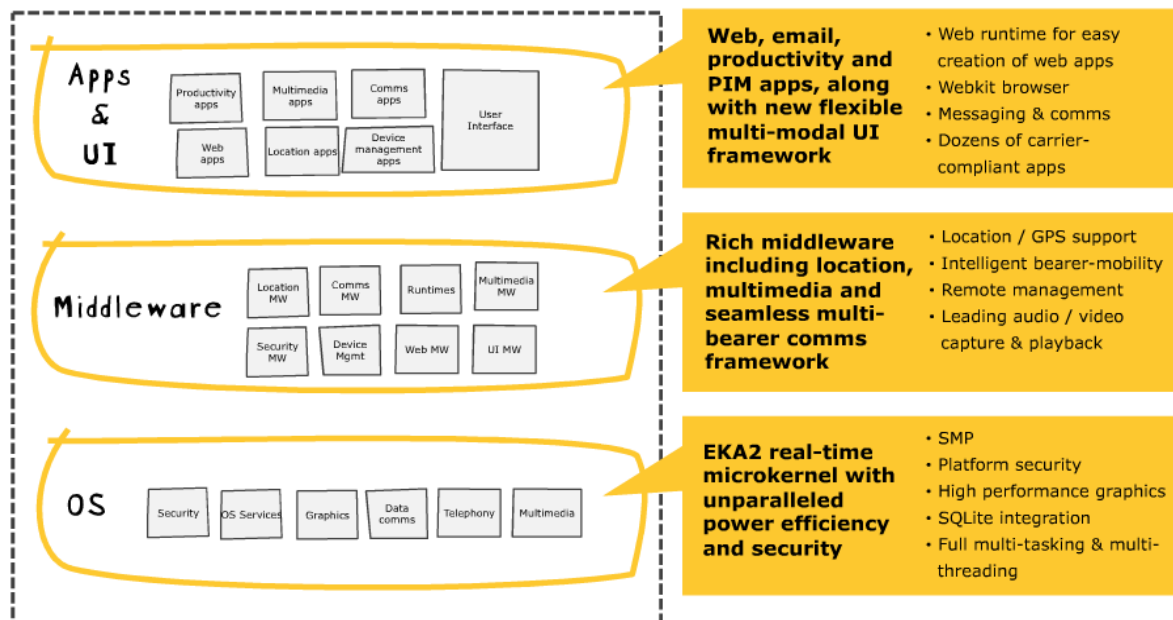 Apps
&
UI
Productivity
apps
Multimedia
apps
Comms
apps
User
Interface
Web
apps
Location apps
Device
management
apps
Web, email,
productivity and
PIM apps, along
with new flexible
multi-modal UI
framework
• Web runtime for easy
creation of web apps
• Webkit browser
• Messaging & comms
• Dozens of carrier-
compliant apps
Middleware
Location
MW
Comms
MW
Runtimes
Multimedia
MW
Security
MW
Device
Mgmt
Web MW
UI MW
Rich middleware
including location,
multimedia and
seamless multi-
bearer comms
framework
• Location / GPS support
• Intelligent bearer-mobility
• Remote management
• Leading audio / video
capture & playback
OS
Security
OS Services
Graphics
Data
comms
Telephony
Multimedia
EKA2 real-time
microkernel with
unparalleled
power efficiency
and security
• SMP
• Platform security
• High performance graphics
• SQLite integration
• Full multi-tasking & multi-
threading